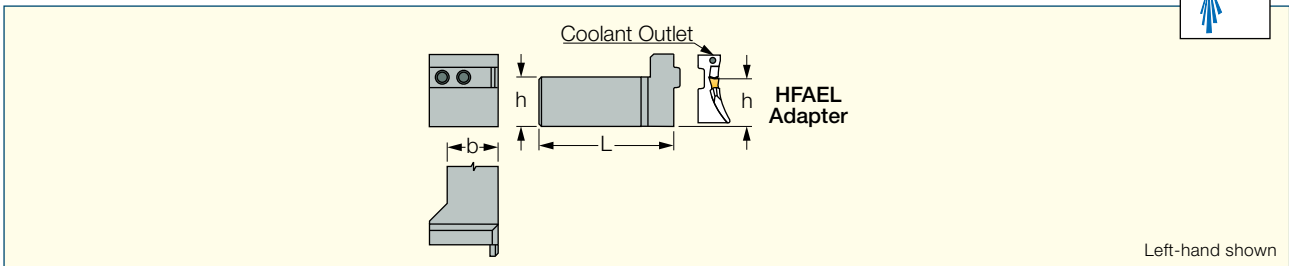 Coolant Outlet
h
h
HFAEL
Adapter
b
L
Left-hand shown